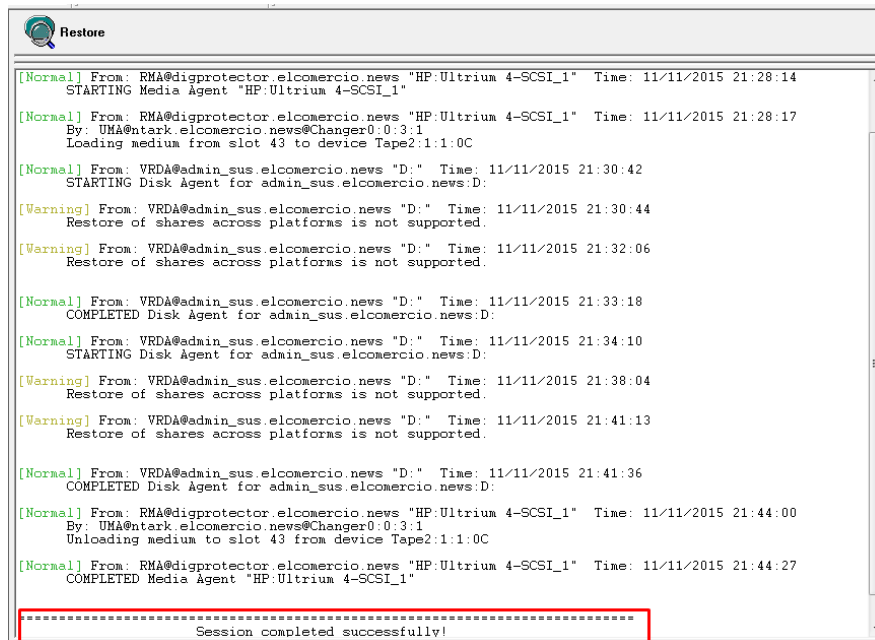 Restore
[Normal] From: RMA@digprotector.elcomercio.news "HP:Ultrium 4-SCSI_1"  Time: 11/11/2015 21:28:14
STARTING Media Agent "HP:Ultrium 4-SCSI_1"
[Normal] From: RMA@digprotector.elcomercio.news "HP:Ultrium 4-SCSI_1"  Time: 11/11/2015 21:28:17
By: UMA@ntark.elcomercio.news@Changer0:0:3:1
Loading medium from slot 43 to device Tape2:1:1:0C
[Normal] From: VRDA@admin_sus.elcomercio.news "D:"  Time: 11/11/2015 21:30:42
STARTING Disk Agent for admin_sus.elcomercio.news:D:
[Warning] From: VRDA@admin_sus.elcomercio.news "D:"  Time: 11/11/2015 21:30:44
Restore of shares across platforms is not supported.
[Warning] From: VRDA@admin_sus.elcomercio.news "D:"  Time: 11/11/2015 21:32:06
Restore of shares across platforms is not supported.
[Normal] From: VRDA@admin_sus.elcomercio.news "D:"  Time: 11/11/2015 21:33:18
COMPLETED Disk Agent for admin_sus.elcomercio.news:D:
[Normal] From: VRDA@admin_sus.elcomercio.news "D:"  Time: 11/11/2015 21:34:10
STARTING Disk Agent for admin_sus.elcomercio.news:D:
[Warning] From: VRDA@admin_sus.elcomercio.news "D:"  Time: 11/11/2015 21:38:04
Restore of shares across platforms is not supported.
[Warning] From: VRDA@admin_sus.elcomercio.news "D:"  Time: 11/11/2015 21:41:13
Restore of shares across platforms is not supported.
[Normal] From: VRDA@admin_sus.elcomercio.news "D:"  Time: 11/11/2015 21:41:36
COMPLETED Disk Agent for admin_sus.elcomercio.news:D:
[Normal] From: RMA@digprotector.elcomercio.news "HP:Ultrium 4-SCSI_1"  Time: 11/11/2015 21:44:00
By: UMA@ntark.elcomercio.news@Changer0:0:3:1
Unloading medium to slot 43 from device Tape2:1:1:0C
[Normal] From: RMA@digprotector.elcomercio.news "HP:Ultrium 4-SCSI_1"  Time: 11/11/2015 21:44:27
COMPLETED Media Agent "HP:Ultrium 4-SCSI_1"
Session completed successfully!